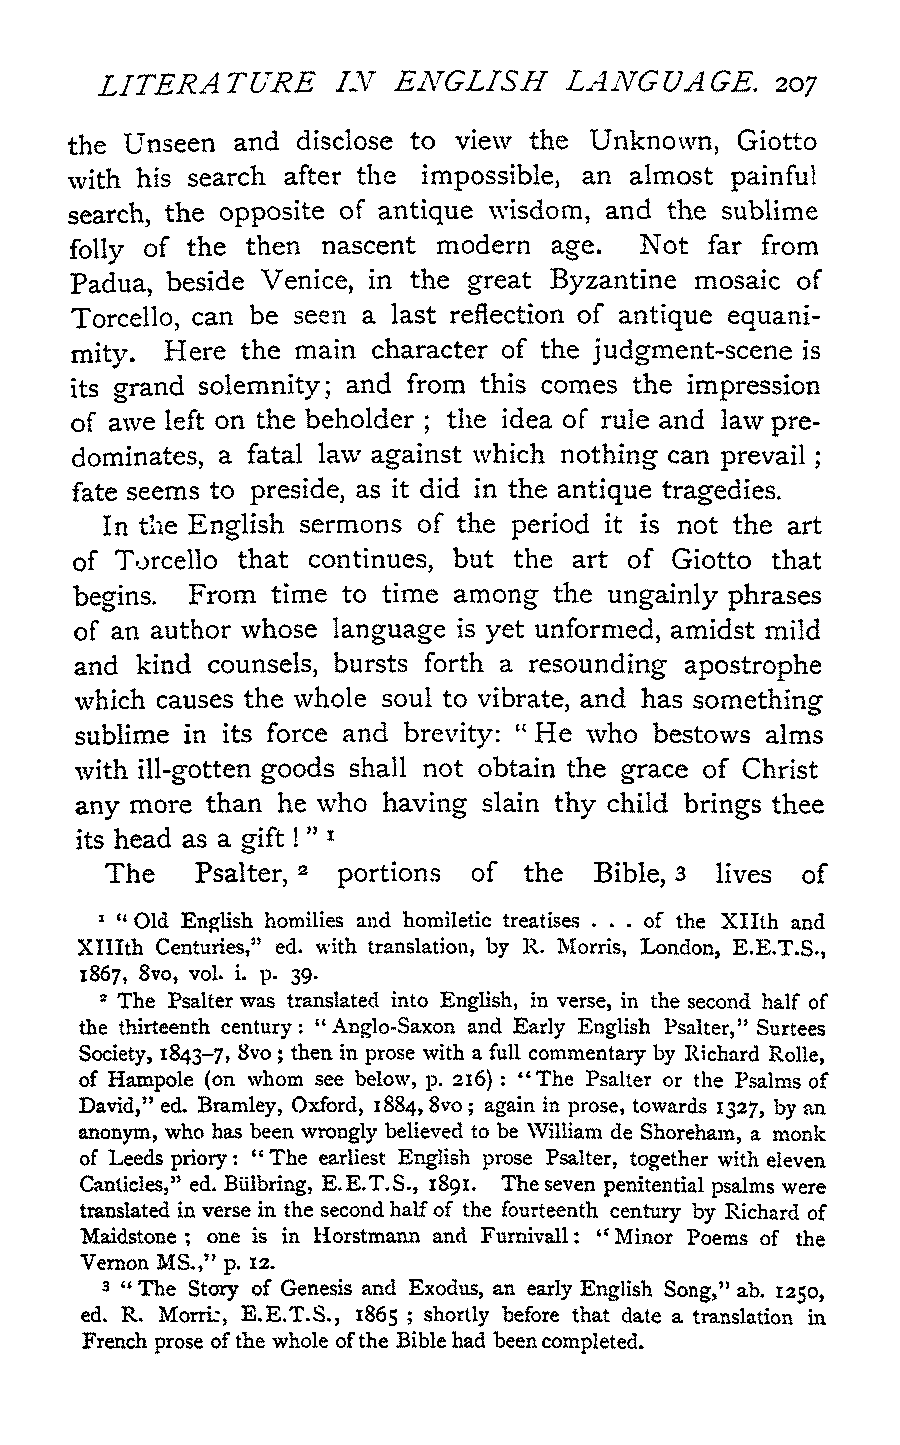 LITERATURE IN ENGLISH LANGUAGE. 207
the Unseen and disclose to view the Unknown, Giotto
with his search after the impossible, an almost painful
search, the opposite of antique wisdom, and the sublime
folly of the then nascent modern age. Not far from
Padua, beside Venice, in the great Byzantine mosaic of
Torcello, can be seen a last reflection of antique equani-
mity. Here the main character of the judgment-scene is
its grand solemnity; and from this comes the impression
of awe left on the beholder ; the idea of rule and law pre-
dominates, a fatal law against which nothing can prevail ;
fate seems to preside, as it did in the antique tragedies.
In the English sermons of the period it is not the art
of Torcello that continues, but the art of Giotto that
begins. From time to time among the ungainly phrases
of an author whose language is yet unformed, amidst mild
and kind counsels, bursts forth a resounding apostrophe
which causes the whole soul to vibrate, and has something
sublime in its force and brevity: " He who bestows alms
with ill-gotten goods shall not obtain the grace of Christ
any more than he who having slain thy child brings thee
its head as a gift ! " ¹
The Psalter, ² portions of the Bible, ³ lives of
¹ " Old English homilies and homiletic treatises . . . of the XIIth and
XIIIth Centuries," ed. with translation, by R. Morris, London, E.E.T.S.,
1867, 8vo, vol. i. p. 39.
² The Psalter was translated into English, in verse, in the second half of
the thirteenth century : " Anglo-Saxon and Early English Psalter," Surtees
Society, 1843–7, 8vo ; then in prose with a full commentary by Richard Rolle,
of Hampole (on whom see below, p. 216) : "The Psalter or the Psalms of
David," ed. Bramley, Oxford, 1884, 8vo ; again in prose, towards 1327, by an
anonym, who has been wrongly believed to be William de Shoreham, a monk
of Leeds priory : " The earliest English prose Psalter, together with eleven
Canticles," ed. Bülbring, E.E.T.S., 1891. The seven penitential psalms were
translated in verse in the second half of the fourteenth century by Richard of
Maidstone ; one is in Horstmann and Furnivall : "Minor Poems of the
Vernon MS.," p. 12.
³ " The Story of Genesis and Exodus, an early English Song," ab. 1250,
ed. R. Morris, E.E.T.S., 1865 ; shortly before that date a translation in
French prose of the whole of the Bible had been completed.